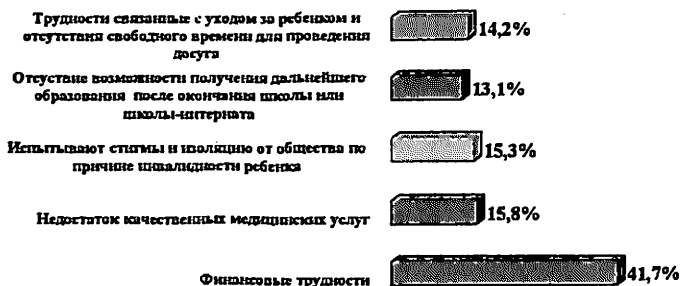 Трудности связанные с уходом за ребенком и
отсутствия свободного времени для проведения
досуга
14,2%
Отсуствие возможности получения дальнейшего
образования после окончания школы или
школы-интерната
13,1%
Испытывают стигмы и изоляцию от общества по
причине инвалидности ребенка
15,3%
Недостаток качественных медицинских услуг
15,8%
Финансовые трудности
41,7%